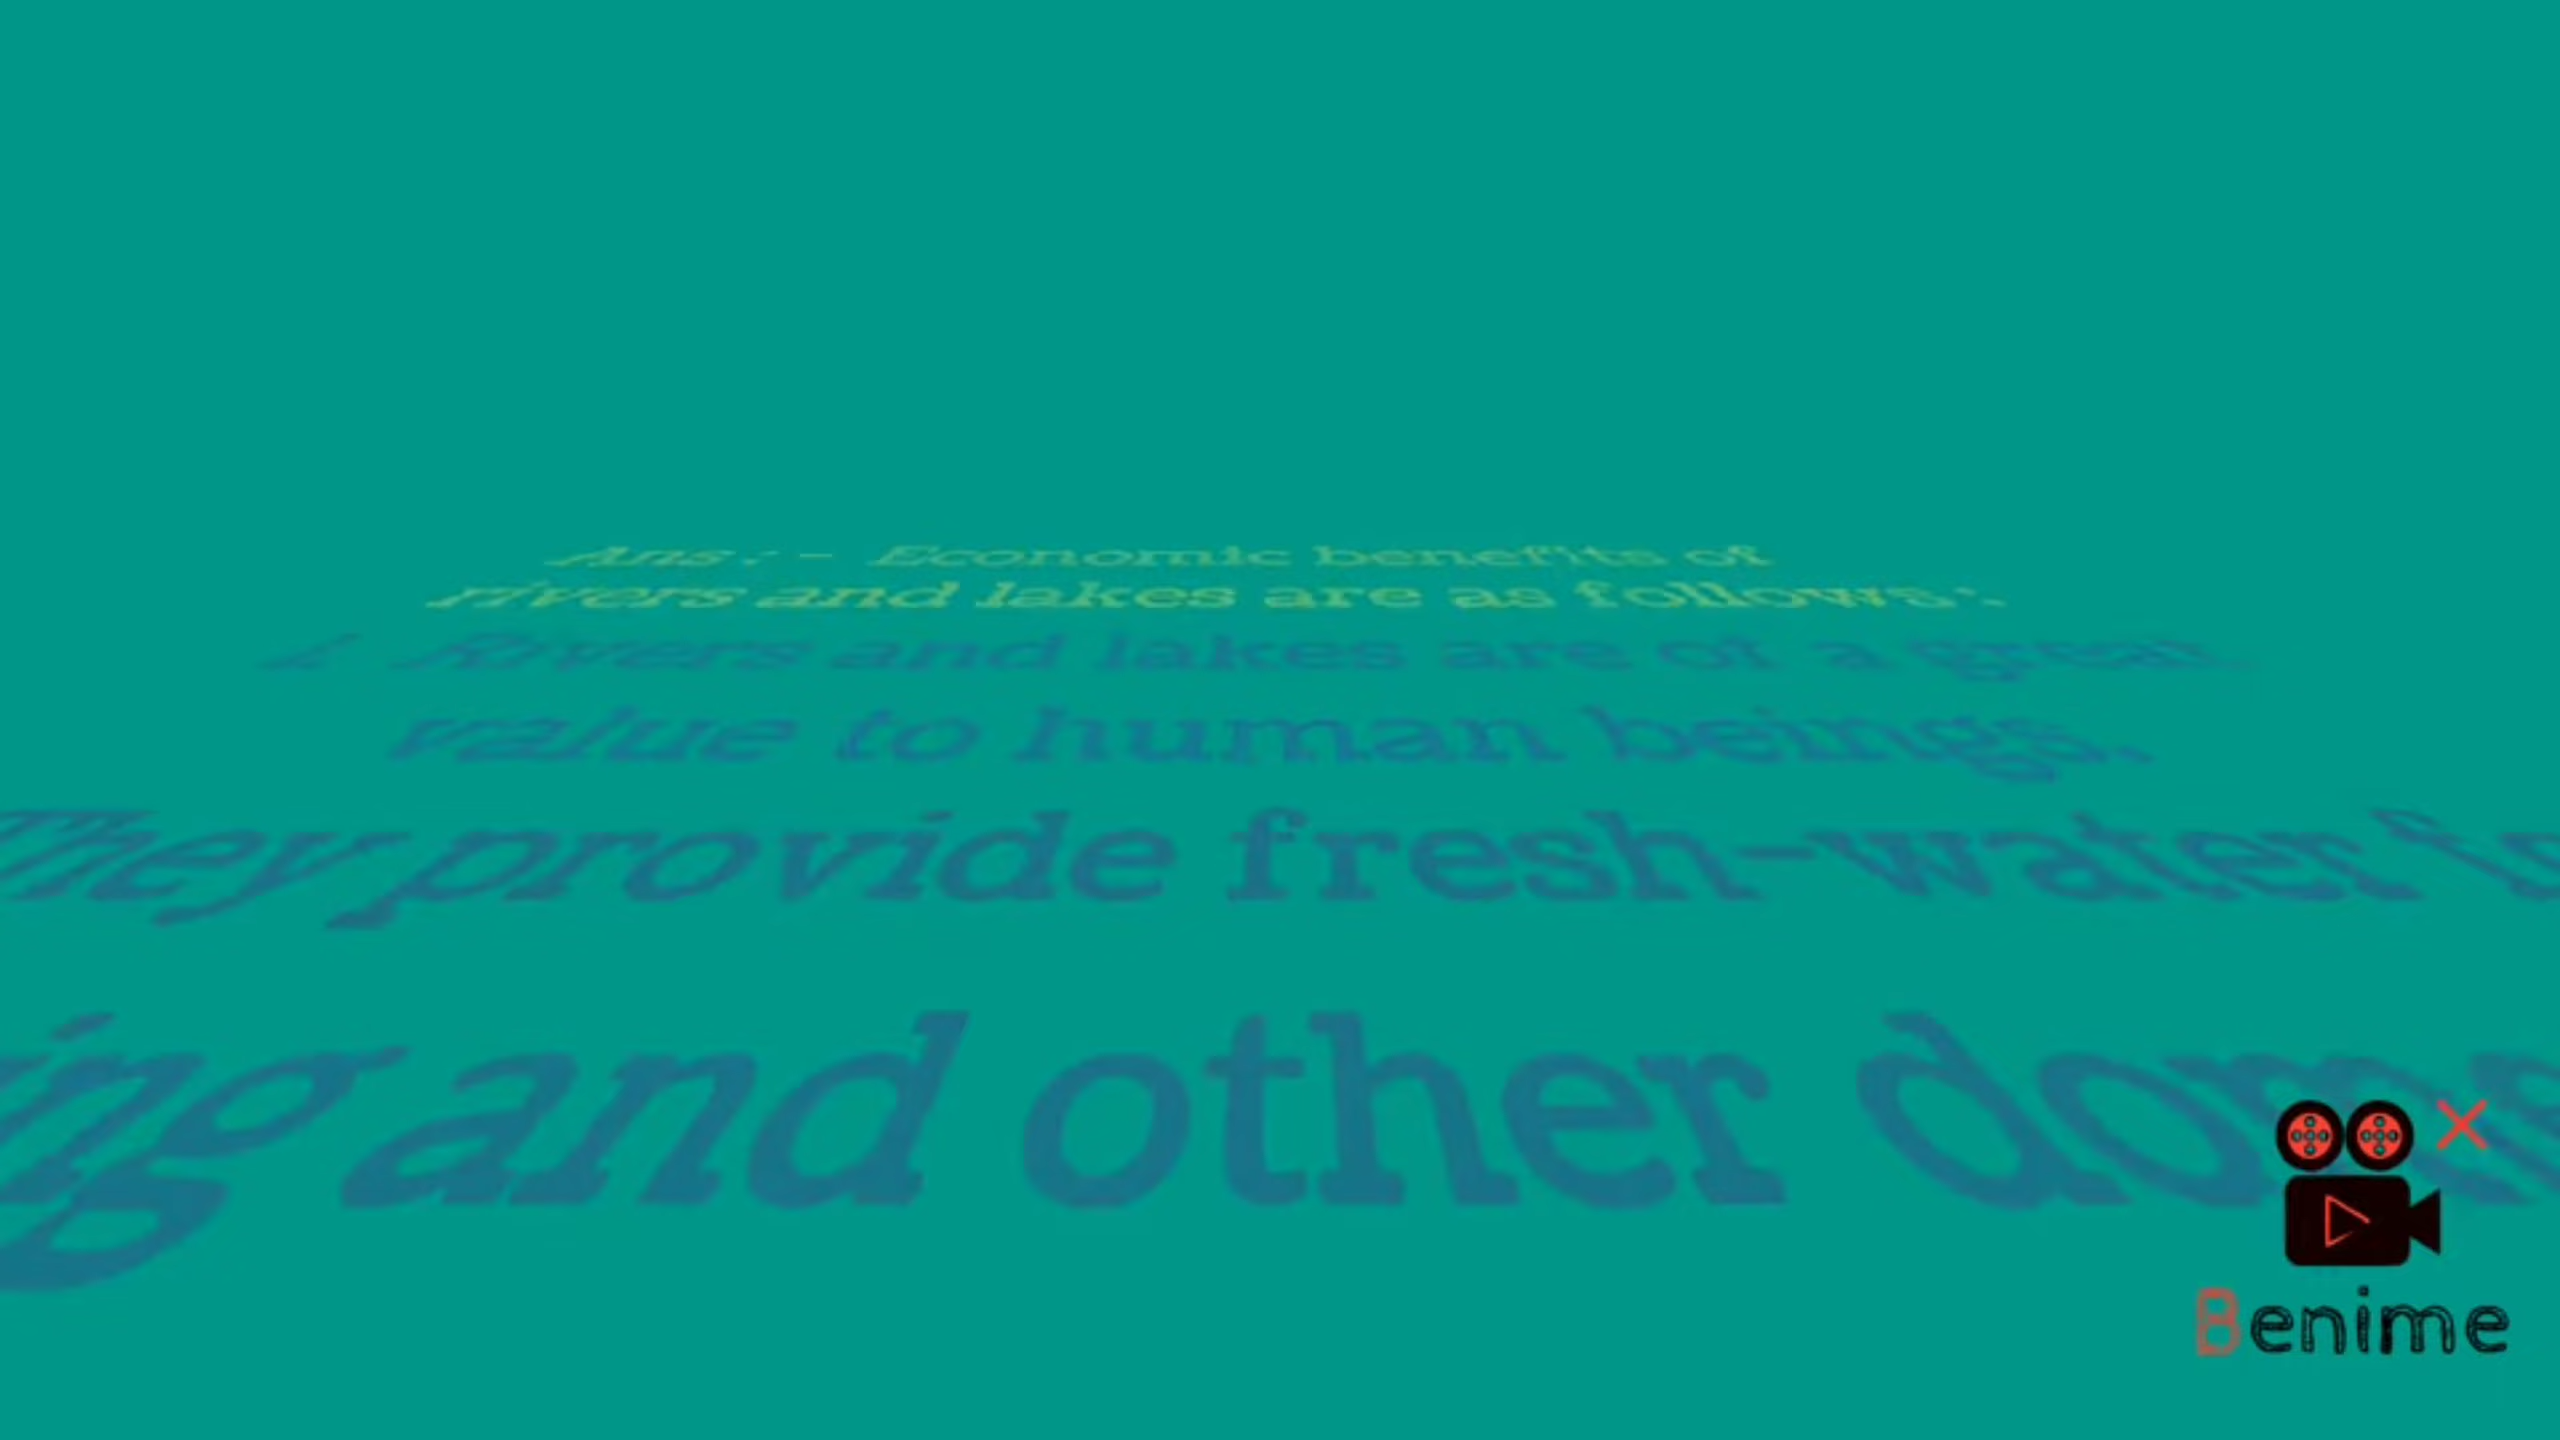 Ans: - Economic benefits of
rivers and lakes are as follows:
Rivers and lakes are of a great
value to human beings.
They provide fresh-water
and other
Benime